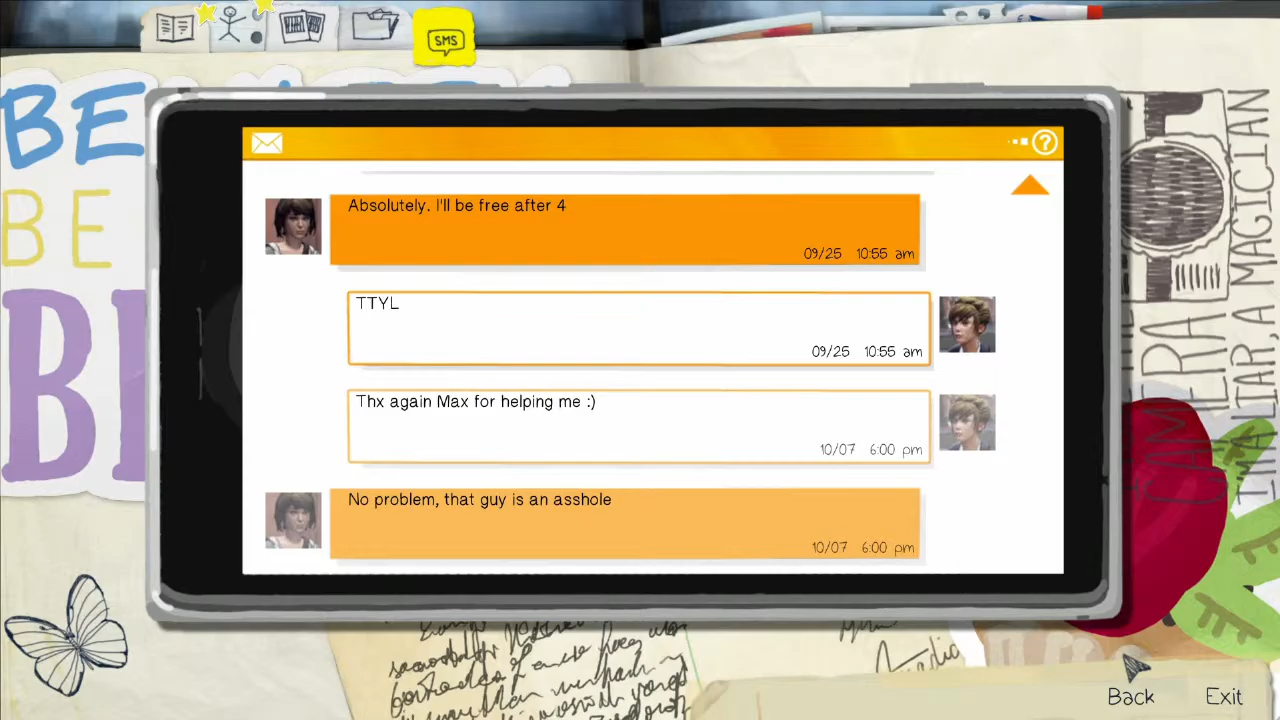 SMS
BE
BE
?
Absolutely. I'll be free after 4
09/25 10:55 am
TTYL
09/25 10:55 am
Thx again Max for helping me :)
10/07 6:00 pm
No problem, that guy is an asshole
10/07 6:00 pm
A MAGICIAN
Back
Exit